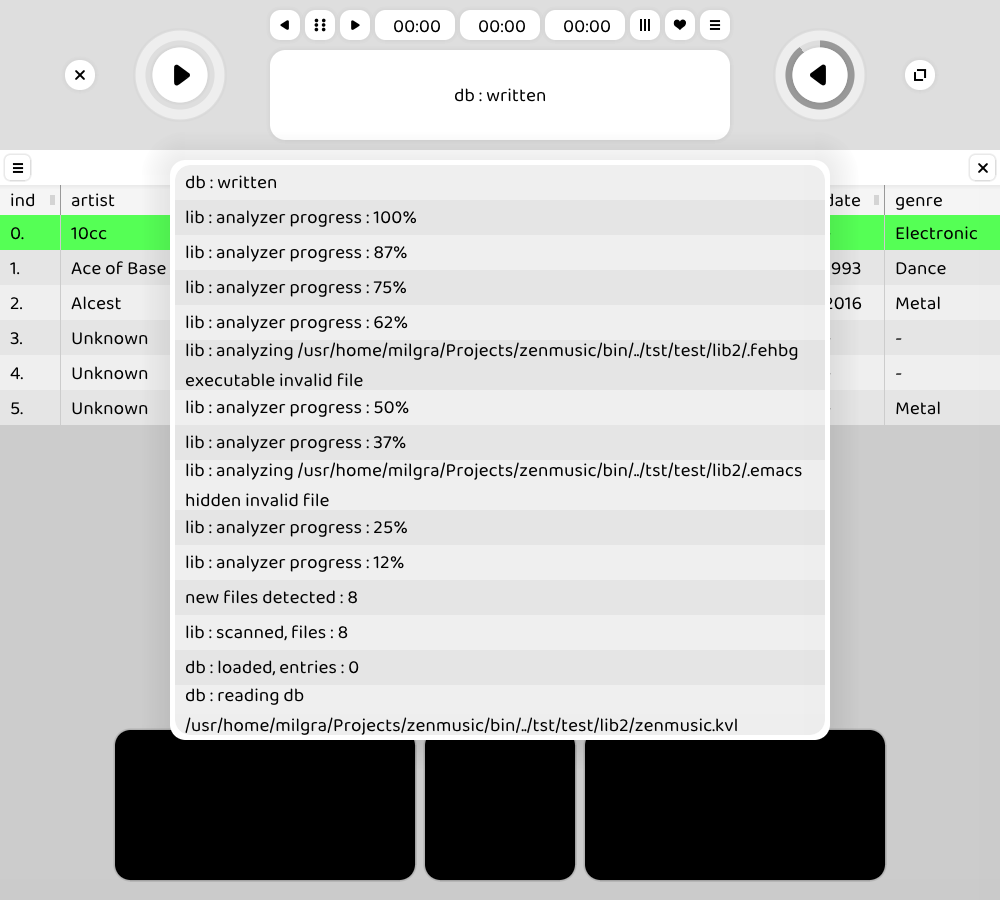 00:00 00:00 00:00
db : written
ind artist date genre
0. 10cc Electronic
1. Ace of Base 1993 Dance
2. Alcest 2016 Metal
3. Unknown - -
4. Unknown - -
5. Unknown - Metal
db : written
lib : analyzer progress : 100%
lib : analyzer progress : 87%
lib : analyzer progress : 75%
lib : analyzer progress : 62%
lib : analyzing /usr/home/milgra/Projects/zenmusic/bin/../tst/test/lib2/.fehbg
executable invalid file
lib : analyzer progress : 50%
lib : analyzer progress : 37%
lib : analyzing /usr/home/milgra/Projects/zenmusic/bin/../tst/test/lib2/.emacs
hidden invalid file
lib : analyzer progress : 25%
lib : analyzer progress : 12%
new files detected : 8
lib : scanned, files : 8
db : loaded, entries : 0
db : reading db
/usr/home/milgra/Projects/zenmusic/bin/../tst/test/lib2/zenmusic.kvl